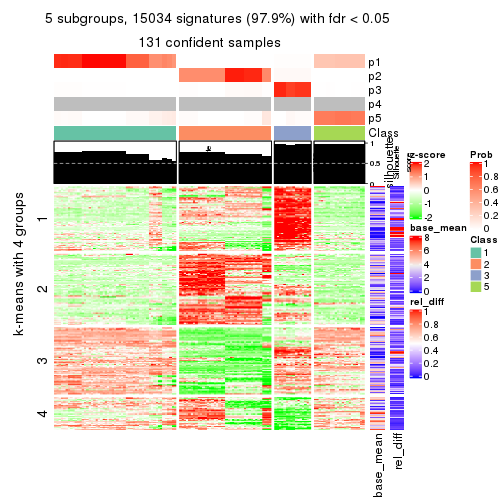 5 subgroups, 15034 signatures (97.9%) with fdr < 0.05
131 confident samples
p1
p2
p3
p4
p5
Class
1
0.5
0
silhouettes
k-means with 4 groups
1
2
3
4
base_mean
rel_diff
z-score
2
1
0
-1
-2
base_mean
8
6
4
2
0
rel_diff
1
0.8
0.6
0.4
0.2
0
Prob
1
0.8
0.6
0.4
0.2
0
Class
1
2
3
5